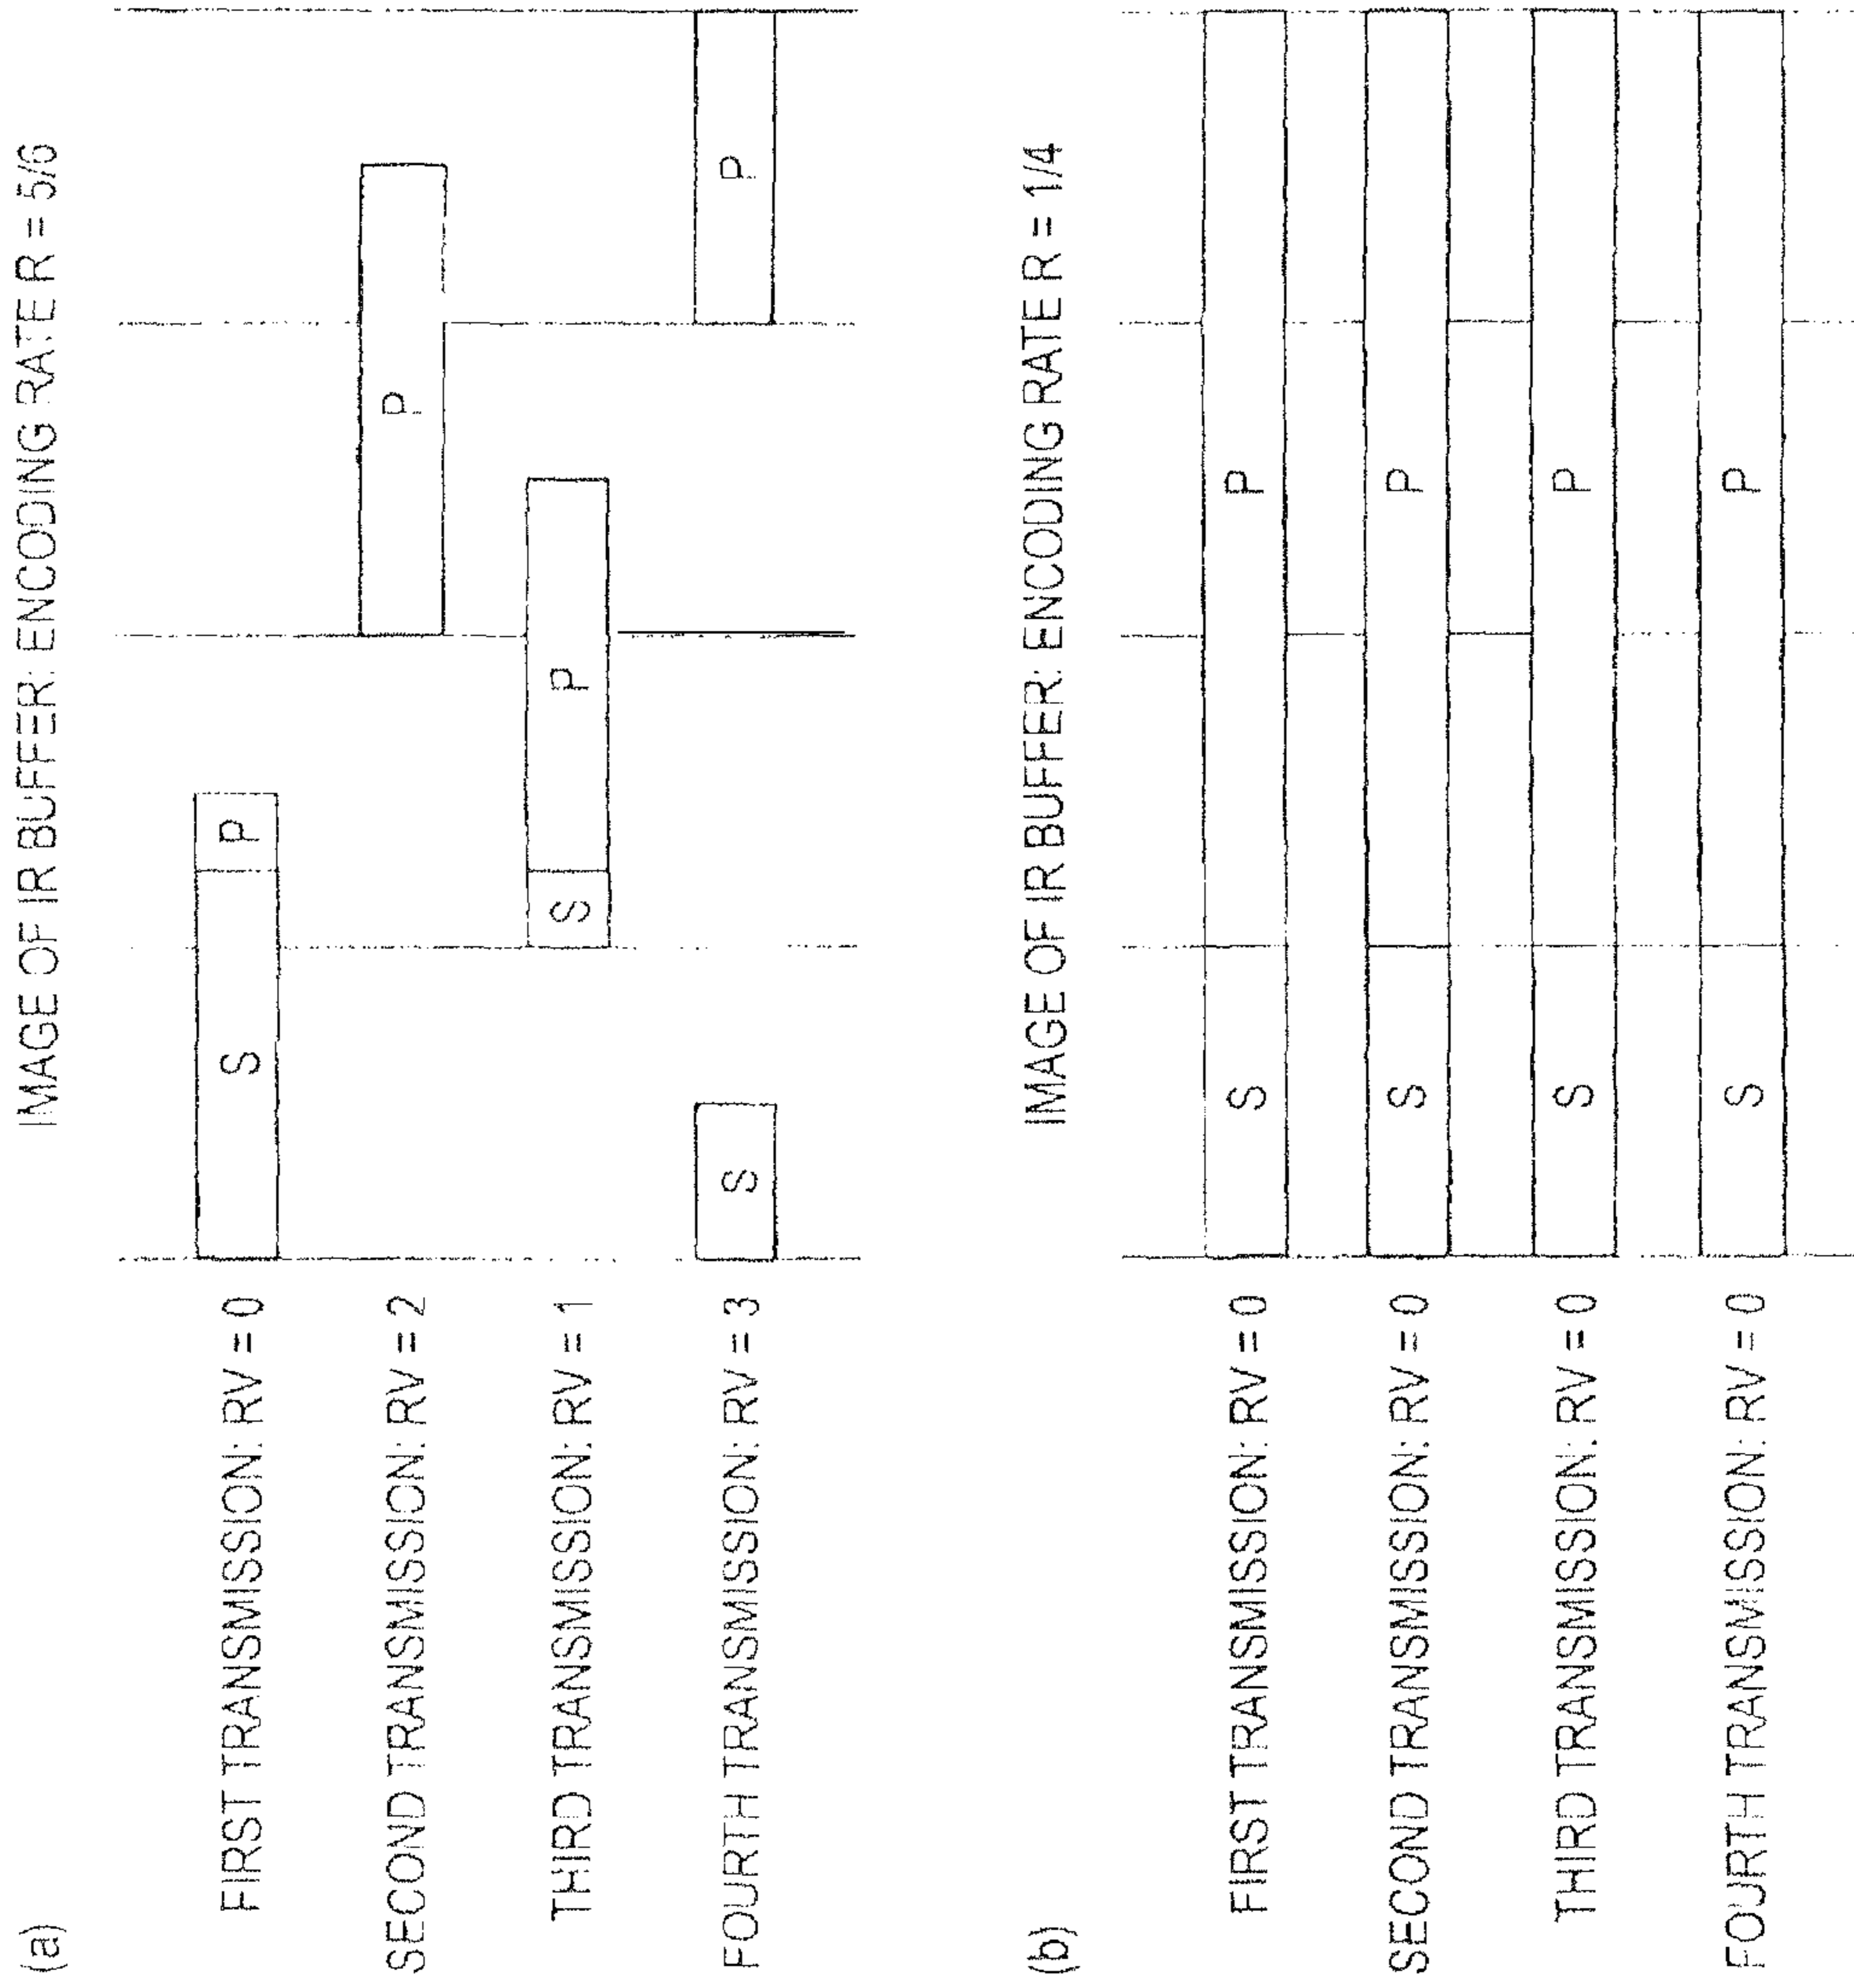 (a)
IMAGE OF IR BUFFER: ENCODING RATE R = 5/6
FIRST TRANSMISSION: RV = 0
S
P
SECOND TRANSMISSION: RV = 2
P
THIRD TRANSMISSION: RV = 1
S
P
FOURTH TRANSMISSION: RV = 3
S
P
(b)
IMAGE OF IR BUFFER: ENCODING RATE R = 1/4
FIRST TRANSMISSION: RV = 0
S
P
SECOND TRANSMISSION: RV = 0
S
P
THIRD TRANSMISSION: RV = 0
S
P
FOURTH TRANSMISSION: RV = 0
S
P